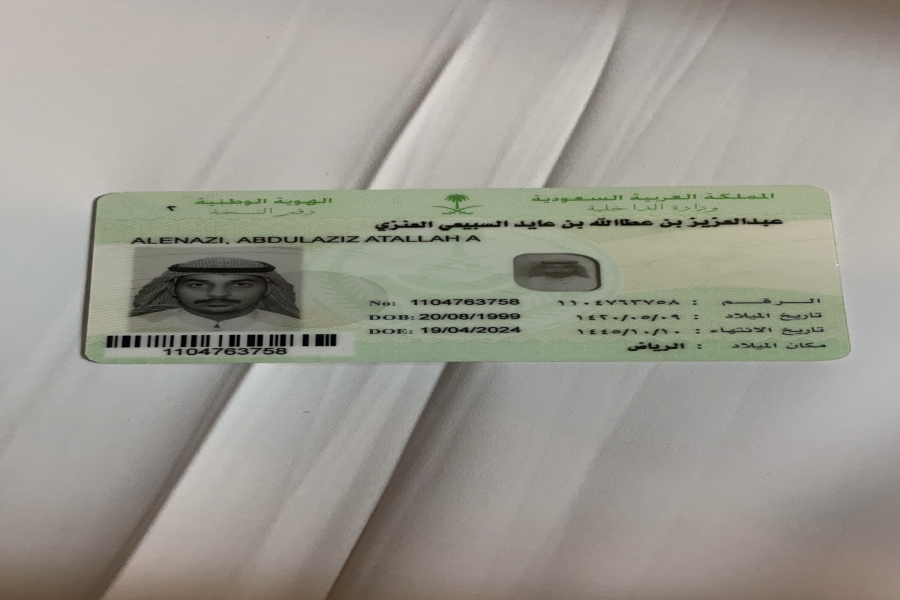 المملكة العربية السعودية
وزارة الداخلية
الهوية الوطنية
رقم النسخة ٢
عبدالعزيز بن عطاالله بن عايد السبيعي العنزي
ALENAZI, ABDULAZIZ ATALLAH A
الرقم : ١١٠٤٧٦٣٧٥٨
No: 1104763758
تاريخ الميلاد : ١٤٢٠/٠٥/٠٩
DOB: 20/08/1999
تاريخ الانتهاء : ١٤٤٥/١٠/١٠
DOE: 19/04/2024
مكان الميلاد : الرياض
1104763758